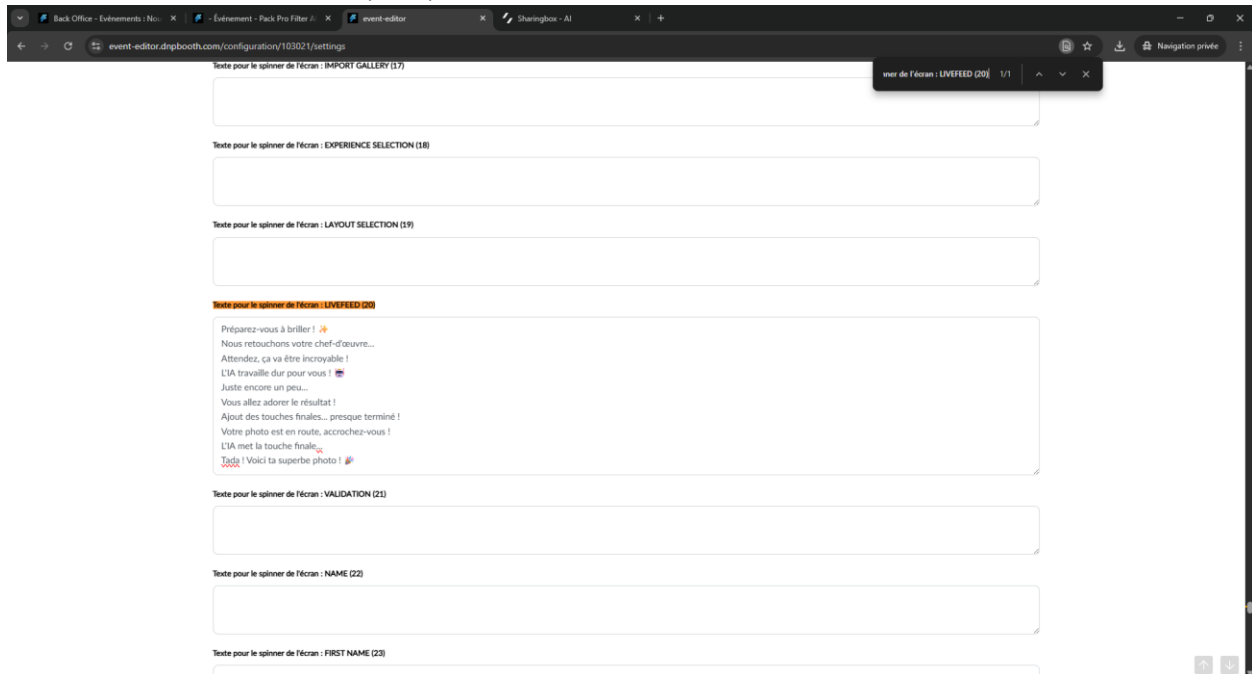 Back Office - Evènements : Nou
- Événement - Pack Pro Filter A
event-editor
Sharingbox - AI
event-editor.dnpbooth.com/configuration/103021/settings
Navigation privée
Texte pour le spinner de l'écran : IMPORT GALLERY (17)
nner de l'écran : LIVEFEED (20)
1/1
Texte pour le spinner de l'écran : EXPERIENCE SELECTION (18)
Texte pour le spinner de l'écran : LAYOUT SELECTION (19)
Texte pour le spinner de l'écran : LIVEFEED (20)
Préparez-vous à briller ! ✨
Nous retouchons votre chef-d'œuvre...
Attendez, ça va être incroyable !
L'IA travaille dur pour vous !
Juste encore un peu...
Vous allez adorer le résultat !
Ajout des touches finales... presque terminé !
Votre photo est en route, accrochez-vous !
L'IA met la touche finale...
Tada ! Voici ta superbe photo ! 🎉
Texte pour le spinner de l'écran : VALIDATION (21)
Texte pour le spinner de l'écran : NAME (22)
Texte pour le spinner de l'écran : FIRST NAME (23)